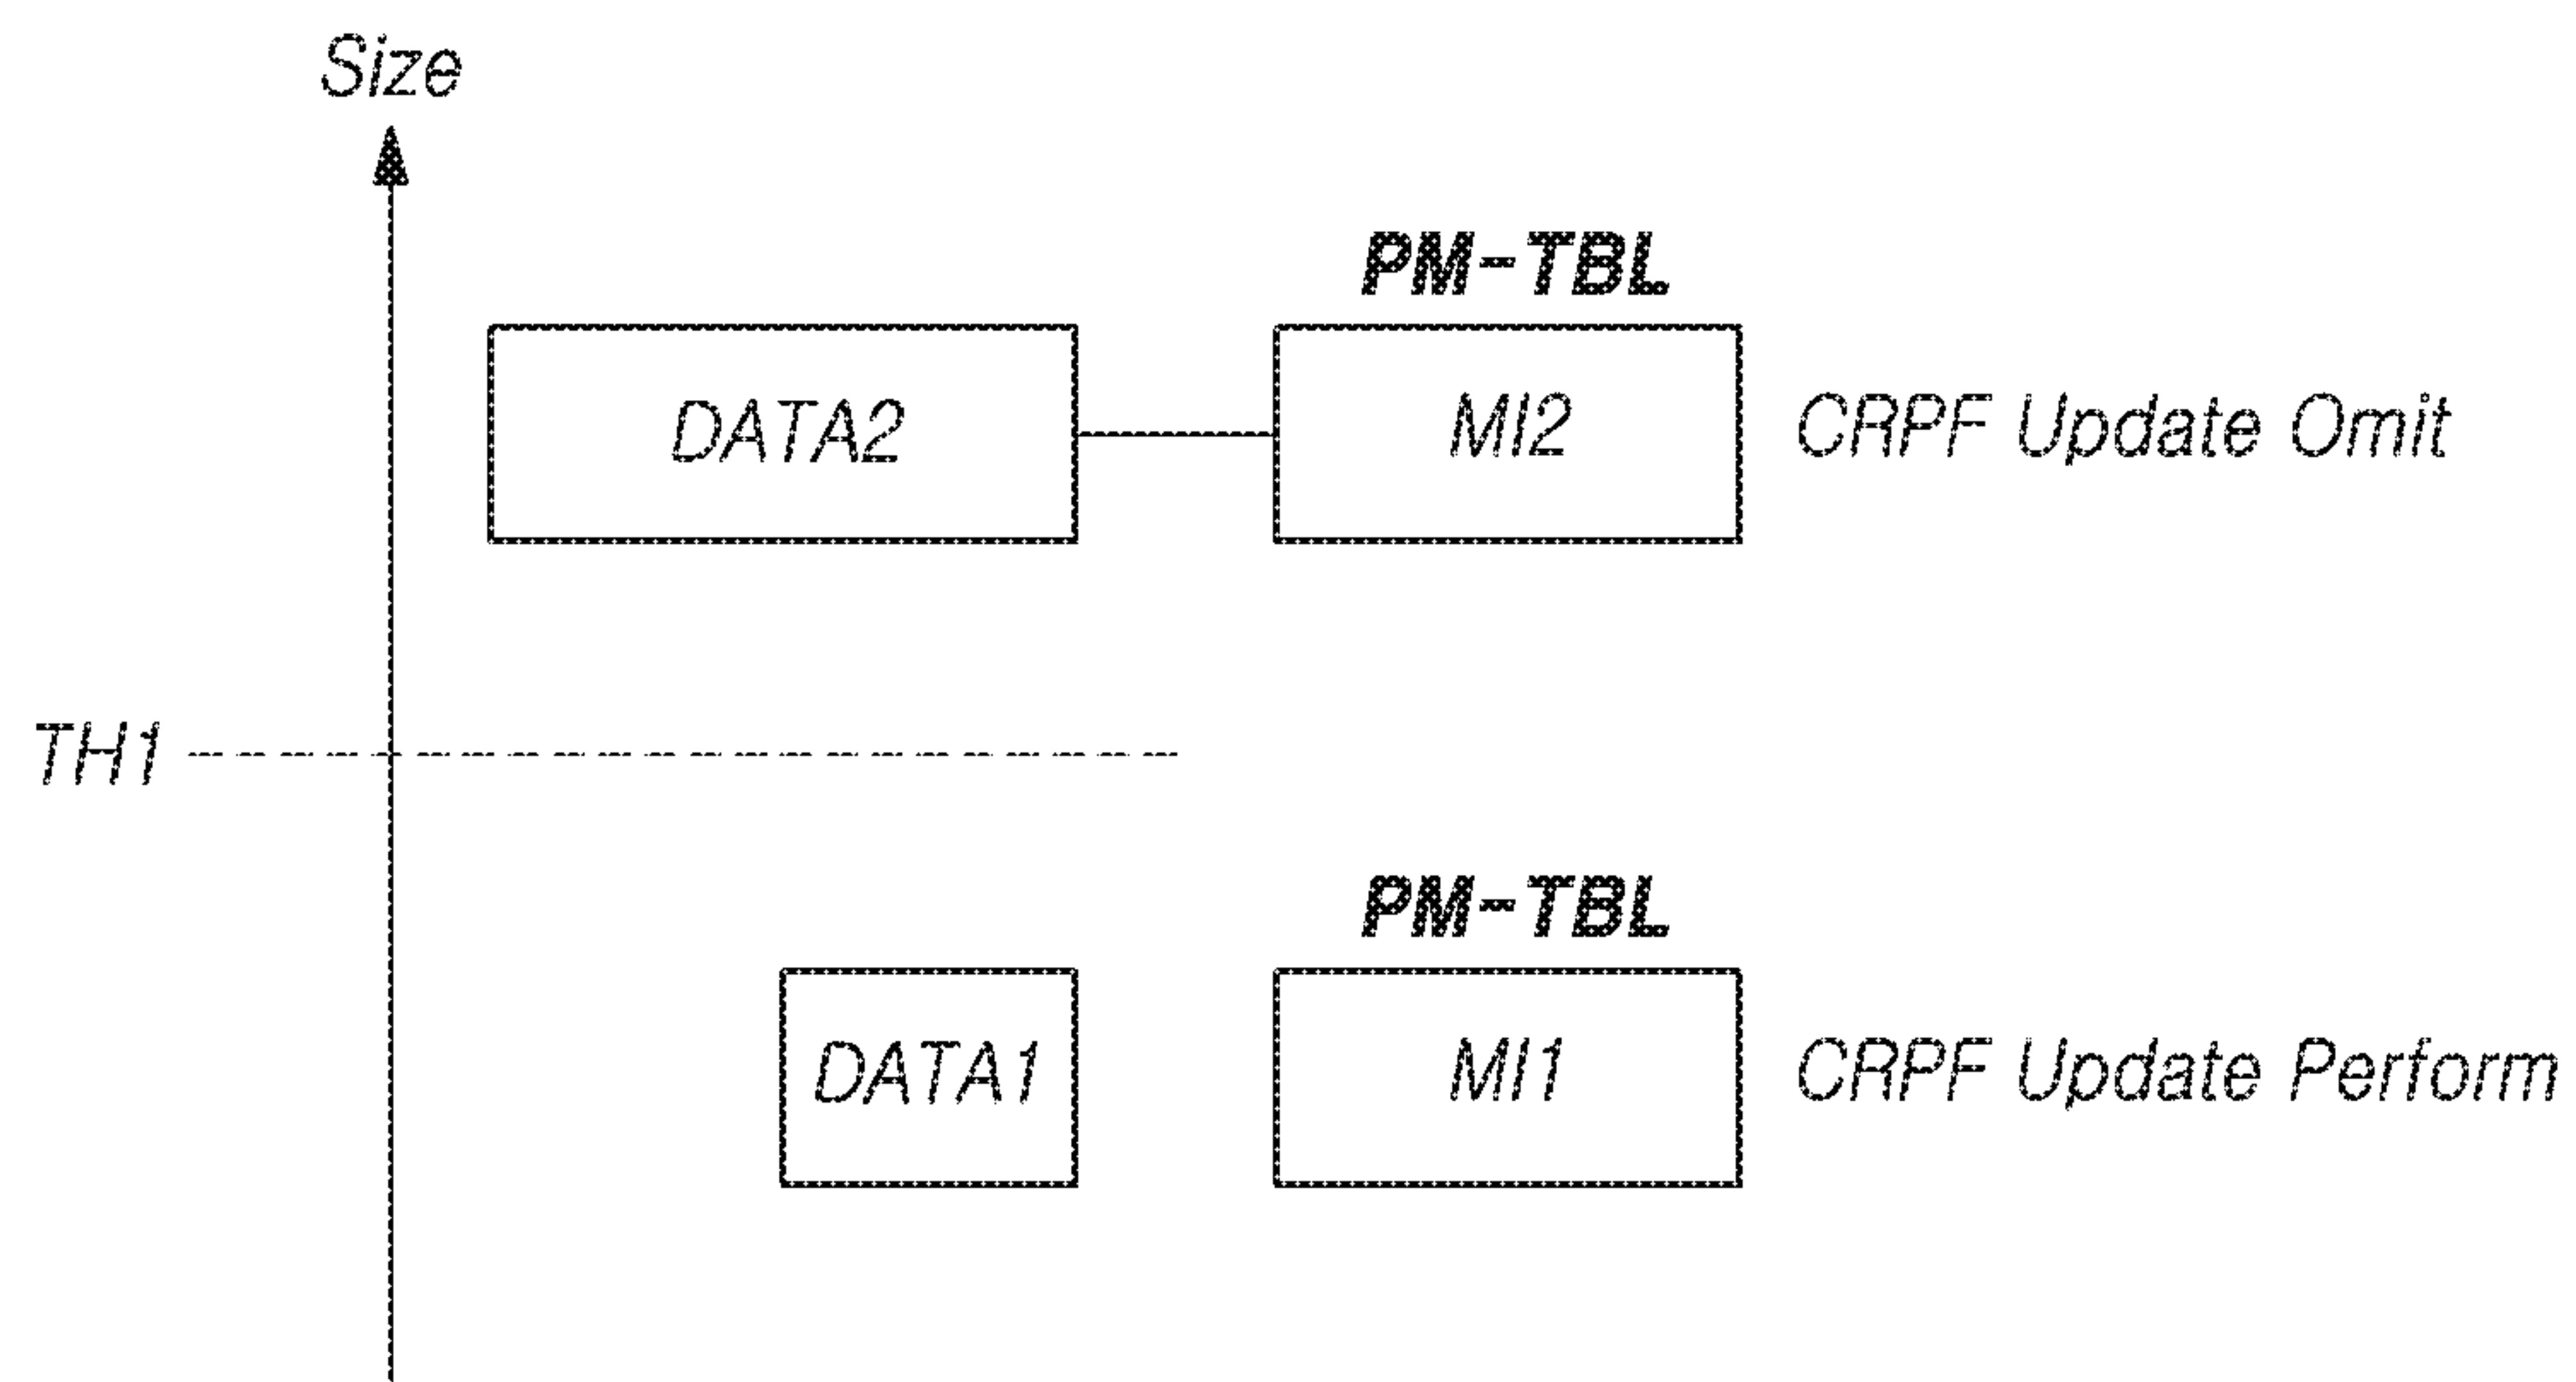 Size
PM-TBL
DATA2 MI2 CRPF Update Omit
TH1
PM-TBL
DATA1 MI1 CRPF Update Perform